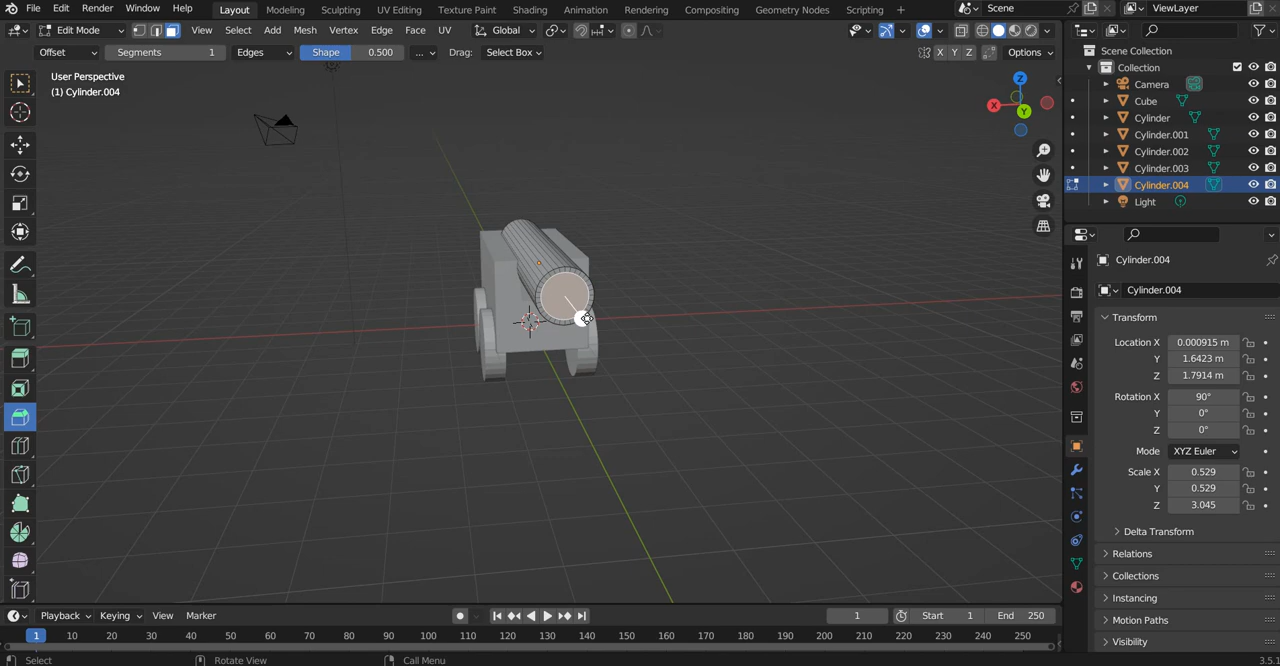 File Edit Render Window Help Layout Modeling Sculpting UV Editing Texture Paint Shading Animation Rendering Compositing Geometry Nodes Scripting + Scene ViewLayer
Edit Mode View Select Add Mesh Vertex Edge Face UV Global
Offset Segments 1 Edges Shape 0.500 ... Drag: Select Box X Y Z Options
User Perspective
(1) Cylinder.004
Z
X
Y
Scene Collection
Collection
Camera
Cube
Cylinder
Cylinder.001
Cylinder.002
Cylinder.003
Cylinder.004
Light
Cylinder.004
Cylinder.004
Transform
Location X 0.000915 m
Y 1.6423 m
Z 1.7914 m
Rotation X 90°
Y 0°
Z 0°
Mode XYZ Euler
Scale X 0.529
Y 0.529
Z 3.045
Delta Transform
Relations
Collections
Instancing
Motion Paths
Visibility
Playback Keying View Marker 1 Start 1 End 250
1 10 20 30 40 50 60 70 80 90 100 110 120 130 140 150 160 170 180 190 200 210 220 230 240 250
Select Rotate View Call Menu 3.5.1